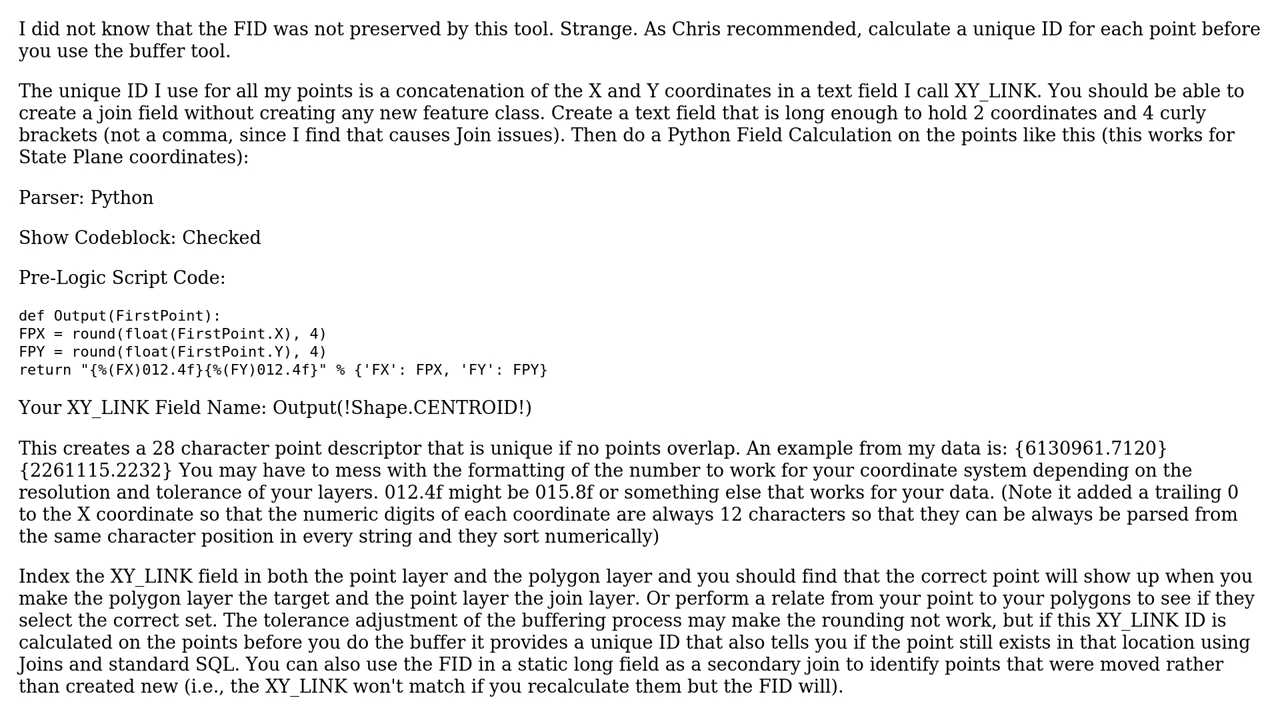 I did not know that the FID was not preserved by this tool. Strange. As Chris recommended, calculate a unique ID for each point before
you use the buffer tool.
The unique ID I use for all my points is a concatenation of the X and Y coordinates in a text field I call XY_LINK. You should be able to
create a join field without creating any new feature class. Create a text field that is long enough to hold 2 coordinates and 4 curly
brackets (not a comma, since I find that causes Join issues). Then do a Python Field Calculation on the points like this (this works for
State Plane coordinates):
Parser: Python
Show Codeblock: Checked
Pre-Logic Script Code:
def Output(FirstPoint):
FPX = round(float(FirstPoint.X), 4)
FPY = round(float(FirstPoint.Y), 4)
return "{%(FX)012.4f}{%(FY)012.4f}" % {'FX': FPX, 'FY': FPY}
Your XY_LINK Field Name: Output(!Shape.CENTROID!)
This creates a 28 character point descriptor that is unique if no points overlap. An example from my data is: {6130961.7120}
{2261115.2232} You may have to mess with the formatting of the number to work for your coordinate system depending on the
resolution and tolerance of your layers. 012.4f might be 015.8f or something else that works for your data. (Note it added a trailing 0
to the X coordinate so that the numeric digits of each coordinate are always 12 characters so that they can be always be parsed from
the same character position in every string and they sort numerically)
Index the XY_LINK field in both the point layer and the polygon layer and you should find that the correct point will show up when you
make the polygon layer the target and the point layer the join layer. Or perform a relate from your point to your polygons to see if they
select the correct set. The tolerance adjustment of the buffering process may make the rounding not work, but if this XY_LINK ID is
calculated on the points before you do the buffer it provides a unique ID that also tells you if the point still exists in that location using
Joins and standard SQL. You can also use the FID in a static long field as a secondary join to identify points that were moved rather
than created new (i.e., the XY_LINK won't match if you recalculate them but the FID will).